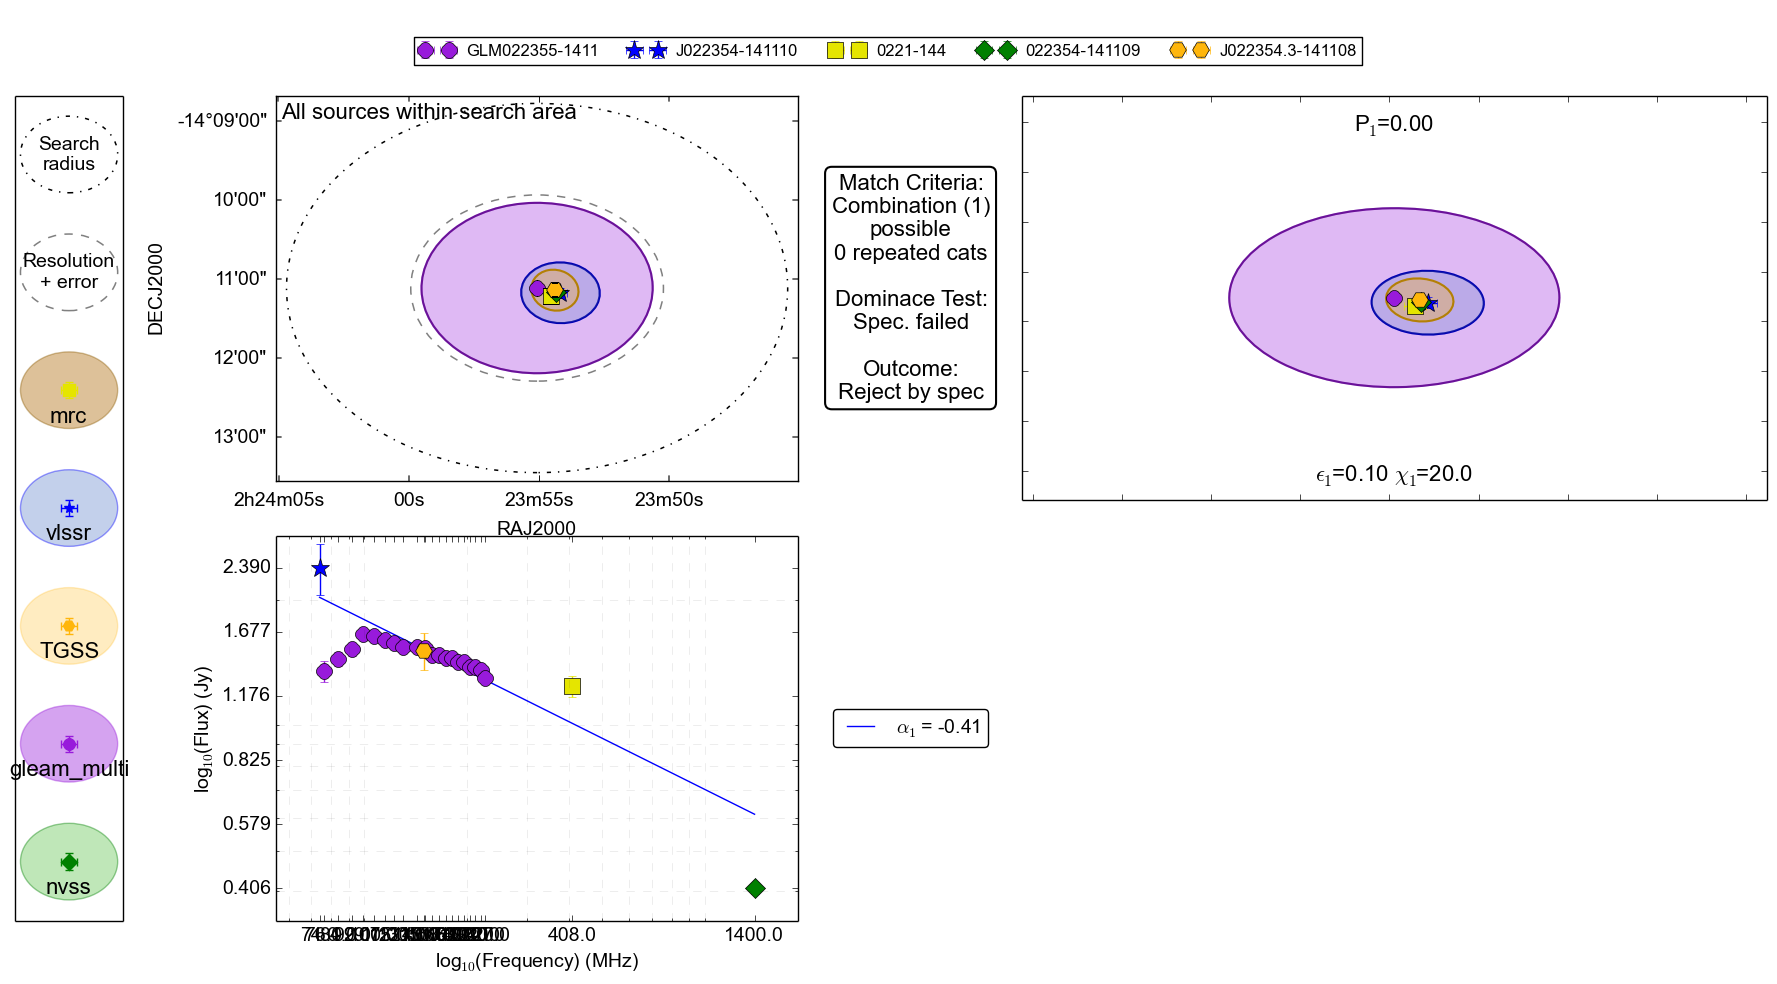 GLM022355-1411 J022354-141110 0221-144 022354-141109 J022354.3-141108
Search
radius
Resolution
+ error
mrc
vlssr
TGSS
gleam_multi
nvss
All sources within search area
-14°09'00"
10'00"
11'00"
12'00"
13'00"
DECJ2000
2h24m05s 00s 23m55s 23m50s
RAJ2000
Match Criteria:
Combination (1)
possible
0 repeated cats
Dominace Test:
Spec. failed
Outcome:
Reject by spec
P₁=0.00
ϵ₁=0.10 χ₁=20.0
2.390
1.677
1.176
0.825
0.579
0.406
log₁₀(Flux) (Jy)
408.0 1400.0
log₁₀(Frequency) (MHz)
α₁ = -0.41